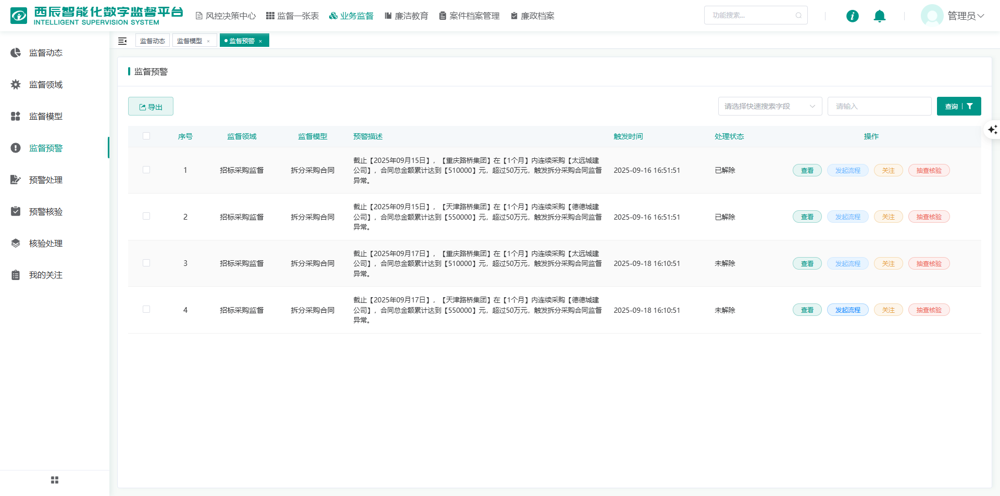 西辰智能化数字监督平台
INTELLIGENT SUPERVISION SYSTEM
风控决策中心 监督一张表 业务监督 廉洁教育 案件档案管理 廉政档案
功能搜索...
管理员
监督动态 监督模型 × 监督预警 ×
监督动态
监督领域
监督模型
监督预警
预警处理
预警核验
核验处理
我的关注
监督预警
导出
请选择快速搜索字段 请输入 查询
序号 监督领域 监督模型 预警描述 触发时间 处理状态 操作
截止【2025年09月15日】，【重庆路桥集团】在【1个月】内连续采购【太远城建
1 招标采购监督 拆分采购合同 公司】，合同总金额累计达到【510000】元，超过50万元，触发拆分采购合同监督 2025-09-16 16:51:51 已解除 查看 发起流程 关注 抽查核验
异常。
截止【2025年09月15日】，【天津路桥集团】在【1个月】内连续采购【德德城建
2 招标采购监督 拆分采购合同 公司】，合同总金额累计达到【550000】元，超过50万元，触发拆分采购合同监督 2025-09-16 16:51:51 已解除 查看 发起流程 关注 抽查核验
异常。
截止【2025年09月17日】，【重庆路桥集团】在【1个月】内连续采购【太远城建
3 招标采购监督 拆分采购合同 公司】，合同总金额累计达到【510000】元，超过50万元，触发拆分采购合同监督 2025-09-18 16:10:51 未解除 查看 发起流程 关注 抽查核验
异常。
截止【2025年09月17日】，【天津路桥集团】在【1个月】内连续采购【德德城建
4 招标采购监督 拆分采购合同 公司】，合同总金额累计达到【550000】元，超过50万元，触发拆分采购合同监督 2025-09-18 16:10:51 未解除 查看 发起流程 关注 抽查核验
异常。